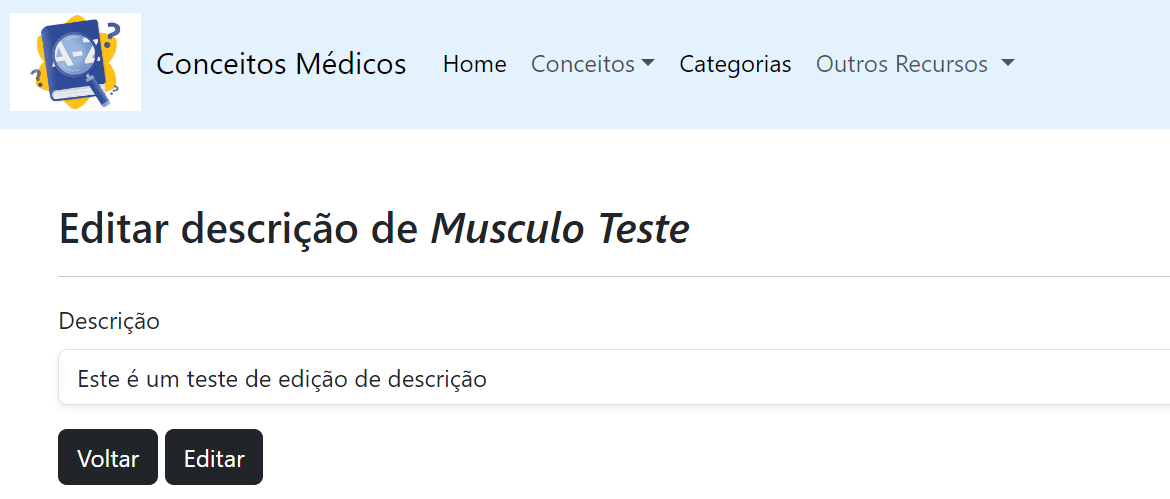 A-Z
Conceitos Médicos Home Conceitos Categorias Outros Recursos
Editar descrição de Musculo Teste
Descrição
Este é um teste de edição de descrição
Voltar Editar